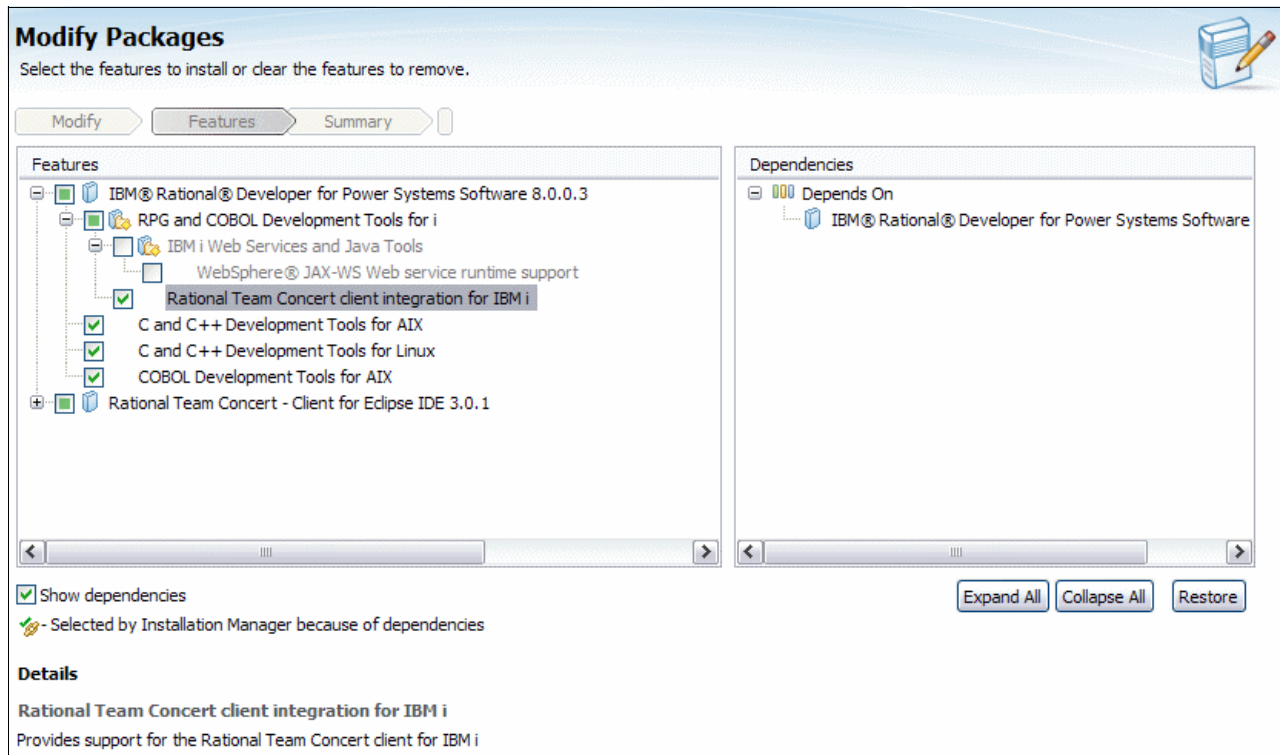 Modify Packages
Select the features to install or clear the features to remove.
Modify
Features
Summary
Features
IBM® Rational® Developer for Power Systems Software 8.0.0.3
RPG and COBOL Development Tools for i
IBM i Web Services and Java Tools
WebSphere® JAX-WS Web service runtime support
Rational Team Concert client integration for IBM i
C and C++ Development Tools for AIX
C and C++ Development Tools for Linux
COBOL Development Tools for AIX
Rational Team Concert - Client for Eclipse IDE 3.0.1
Dependencies
Depends On
IBM® Rational® Developer for Power Systems Software
Show dependencies
Expand All
Collapse All
Restore
- Selected by Installation Manager because of dependencies
Details
Rational Team Concert client integration for IBM i
Provides support for the Rational Team Concert client for IBM i